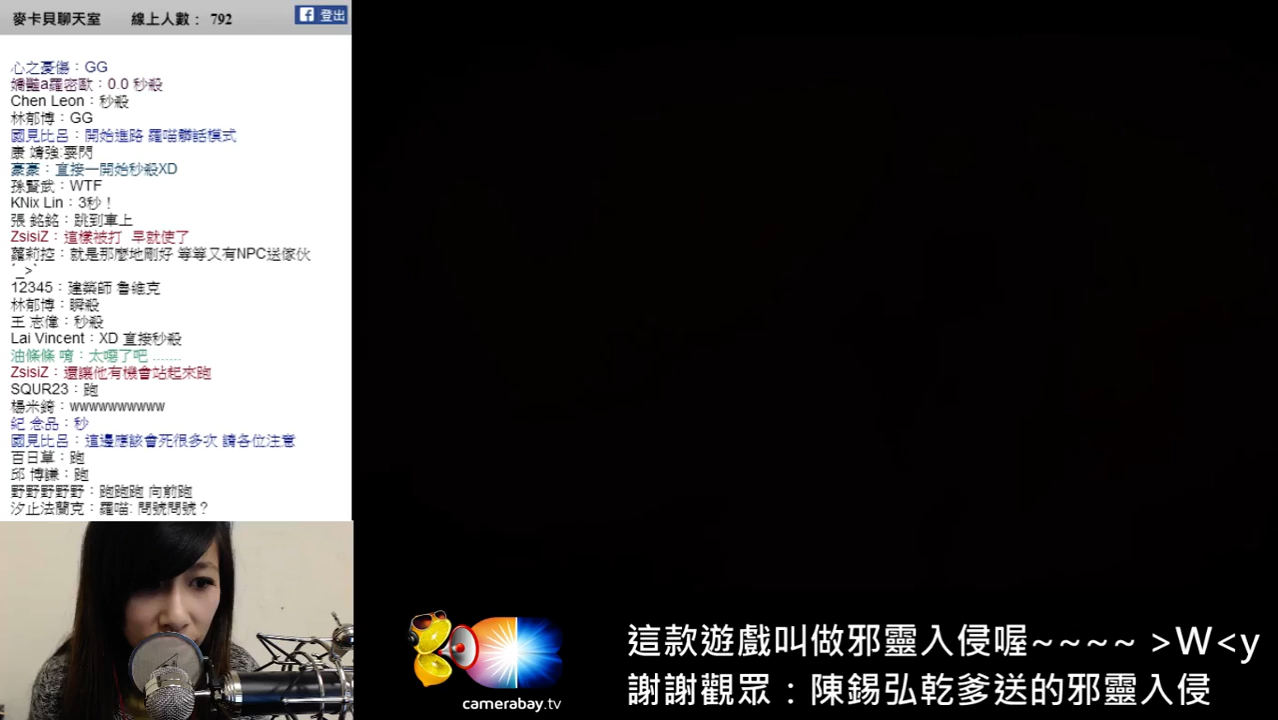 麥卡貝聊天室 線上人數： 792
登出
心之憂傷：GG
嬌豔a羅密歐：0.0 秒殺
Chen Leon：秒殺
林郁博：GG
國見比呂：開始進路 羅喵髒話模式
康 靖強:要閃
豪豪：直接一開始秒殺XD
孫賢武：WTF
KNix Lin：3秒！
張 銘銘：跳到車上
ZsisiZ：這樣被打 早就使了
蘿莉控：就是那麼地剛好 等等又有NPC送傢伙
´_>`
12345：建築師 魯維克
林郁博：瞬殺
王 志偉：秒殺
Lai Vincent：XD 直接秒殺
油條條 唷：太噁了吧 .......
ZsisiZ：還讓他有機會站起來跑
SQUR23：跑
楊米綺：wwwwwwwwww
紀 念品：秒
國見比呂：這邊應該會死很多次 請各位注意
百日草：跑
邱 博謙：跑
野野野野野：跑跑跑 向前跑
汐止法蘭克：羅喵: 問號問號？
camerabay.tv
這款遊戲叫做邪靈入侵喔~~~~ >W<y
謝謝觀眾：陳錫弘乾爹送的邪靈入侵